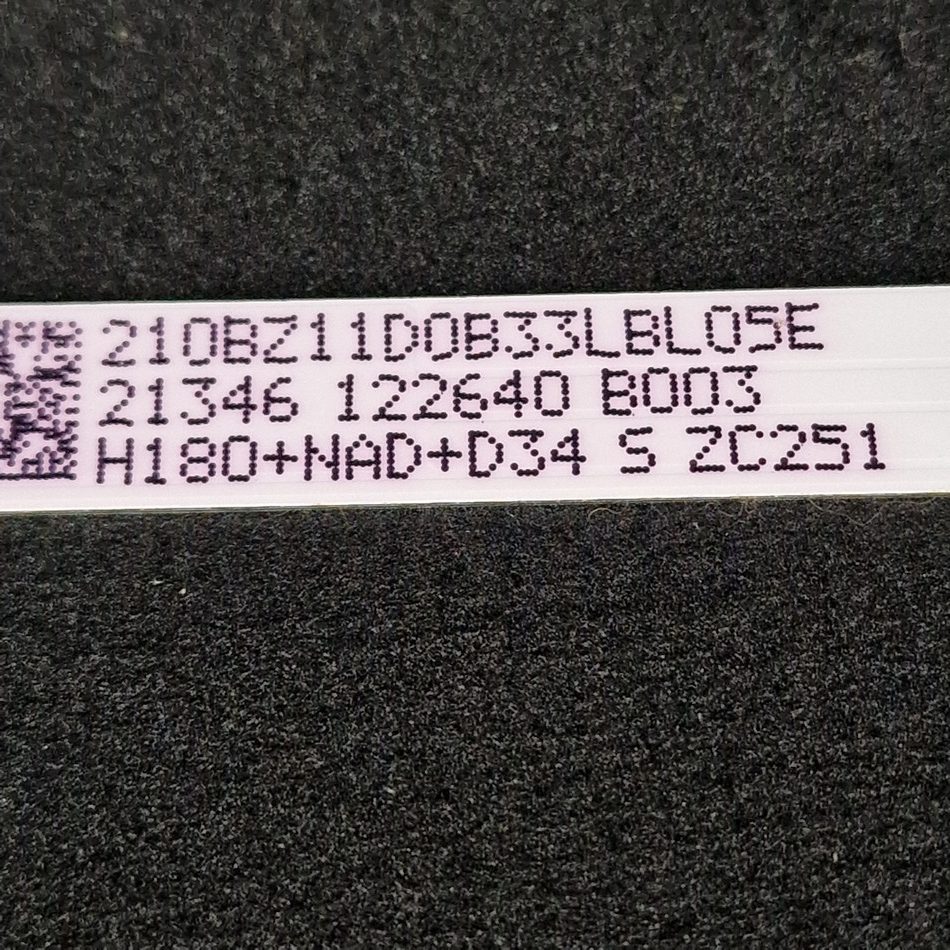 210BZ11D0B33LBL05E
21346 122640 B003
H180+NAD+D34 S ZC251